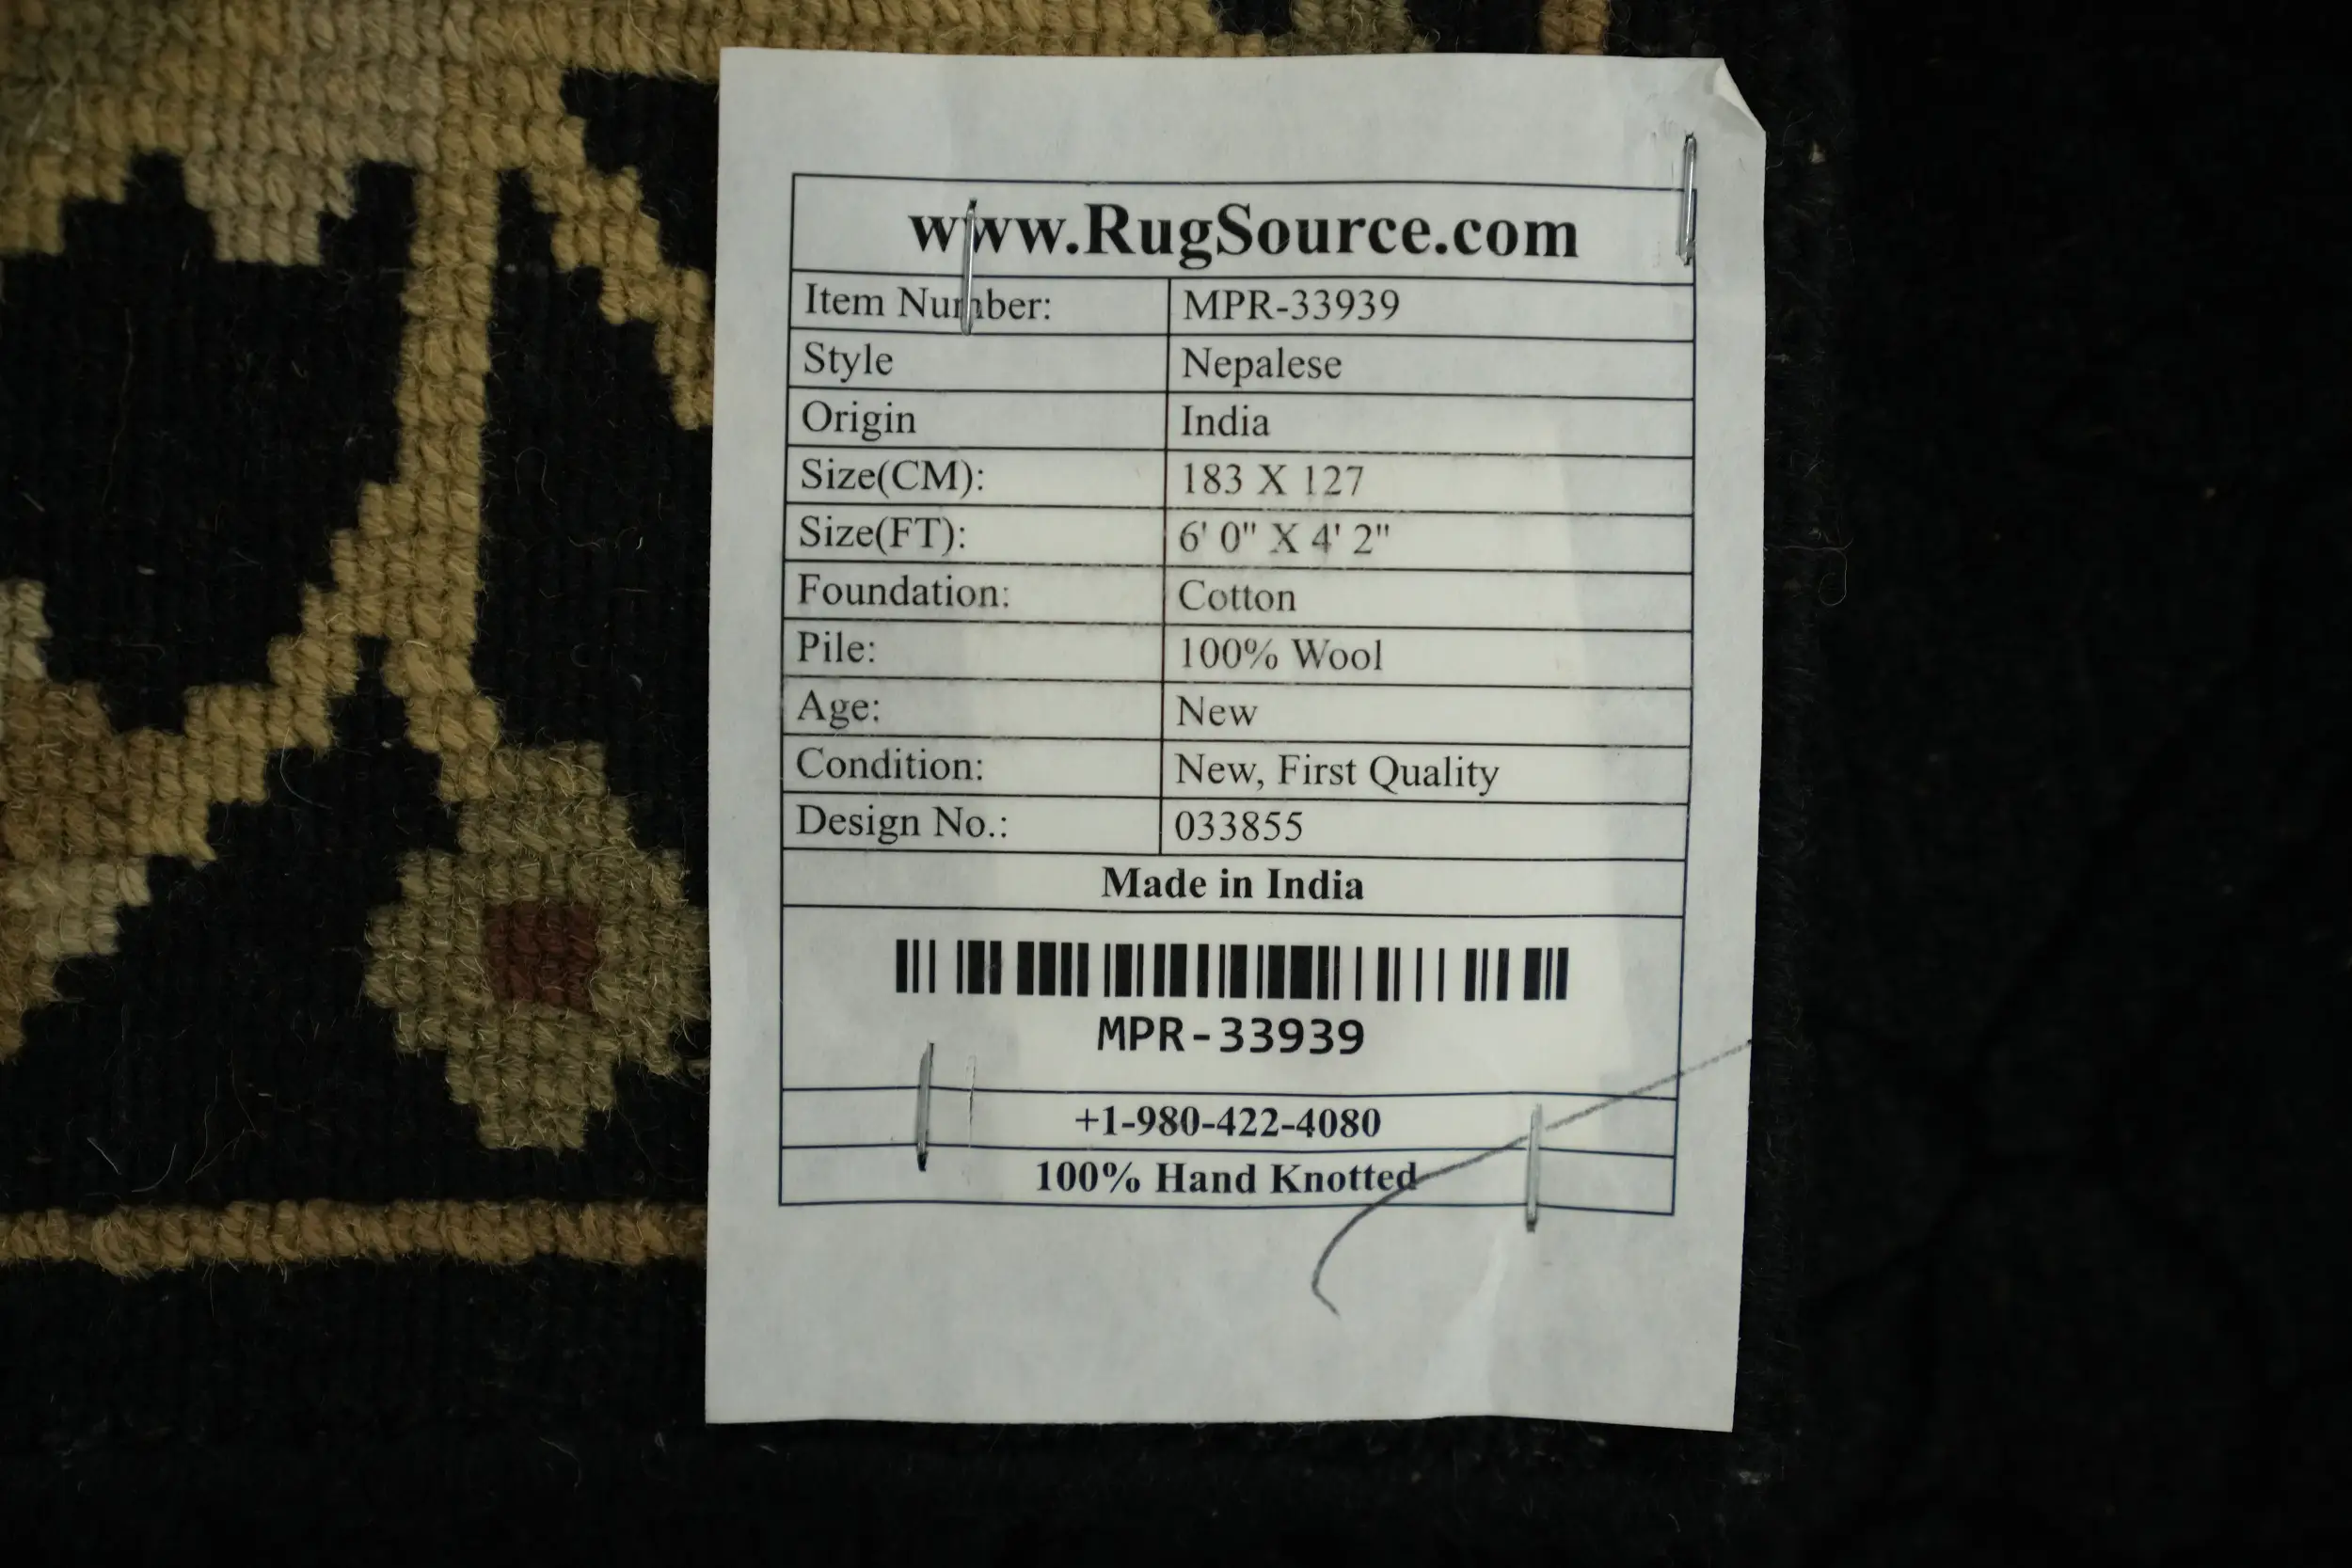 www.RugSource.com
Item Number: MPR-33939
Style Nepalese
Origin India
Size(CM): 183 X 127
Size(FT): 6' 0" X 4' 2"
Foundation: Cotton
Pile: 100% Wool
Age: New
Condition: New, First Quality
Design No.: 033855
Made in India
MPR-33939
+1-980-422-4080
100% Hand Knotted